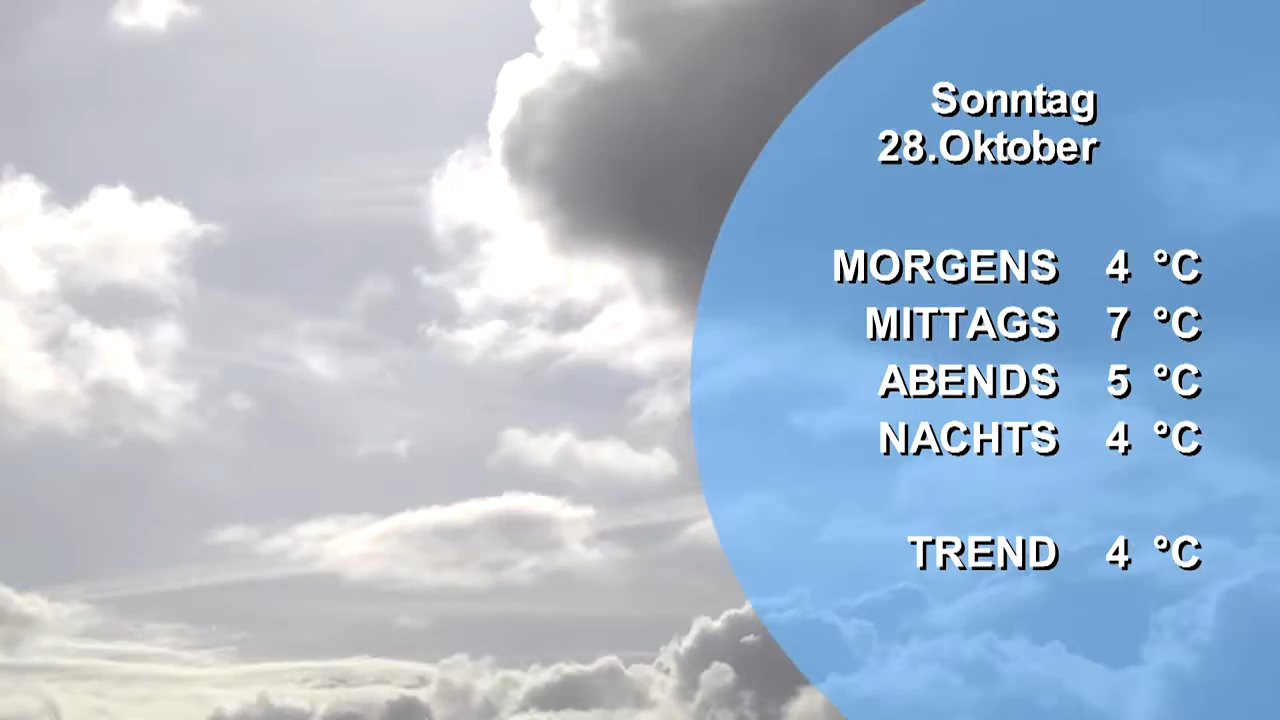 Sonntag
28.Oktober
MORGENS 4 °C
MITTAGS 7 °C
ABENDS 5 °C
NACHTS 4 °C
TREND 4 °C